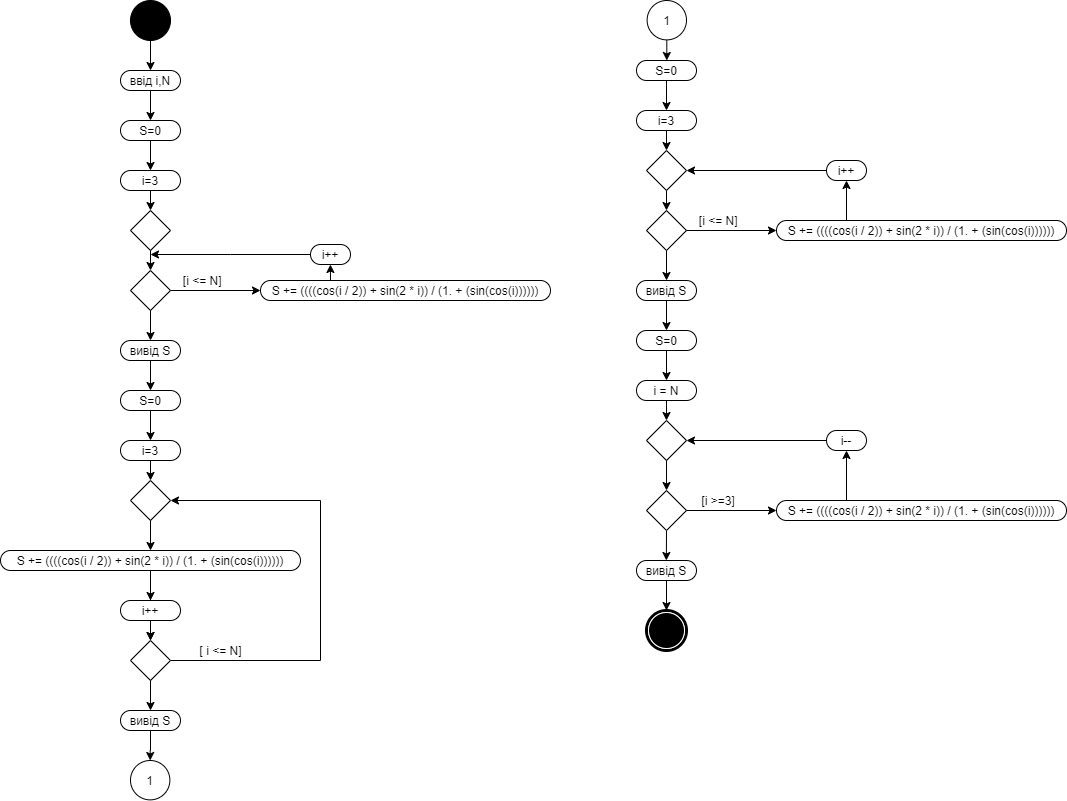 ввід i,N
S=0
i=3
i++
[i <= N]
S += ((((cos(i / 2)) + sin(2 * i)) / (1. + (sin(cos(i))))))
вивід S
S=0
i=3
S += ((((cos(i / 2)) + sin(2 * i)) / (1. + (sin(cos(i))))))
i++
[ i <= N]
вивід S
1
1
S=0
i=3
i++
[i <= N]
S += ((((cos(i / 2)) + sin(2 * i)) / (1. + (sin(cos(i))))))
вивід S
S=0
i = N
i--
[i >=3]
S += ((((cos(i / 2)) + sin(2 * i)) / (1. + (sin(cos(i))))))
вивід S